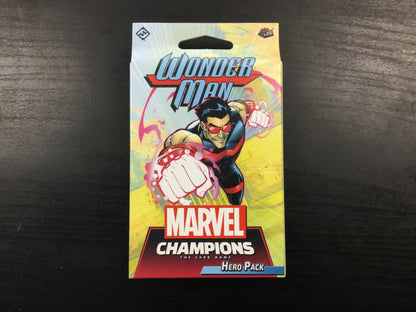 WONDER
MAN
MARVEL
CHAMPIONS
THE CARD GAME
HERO PACK